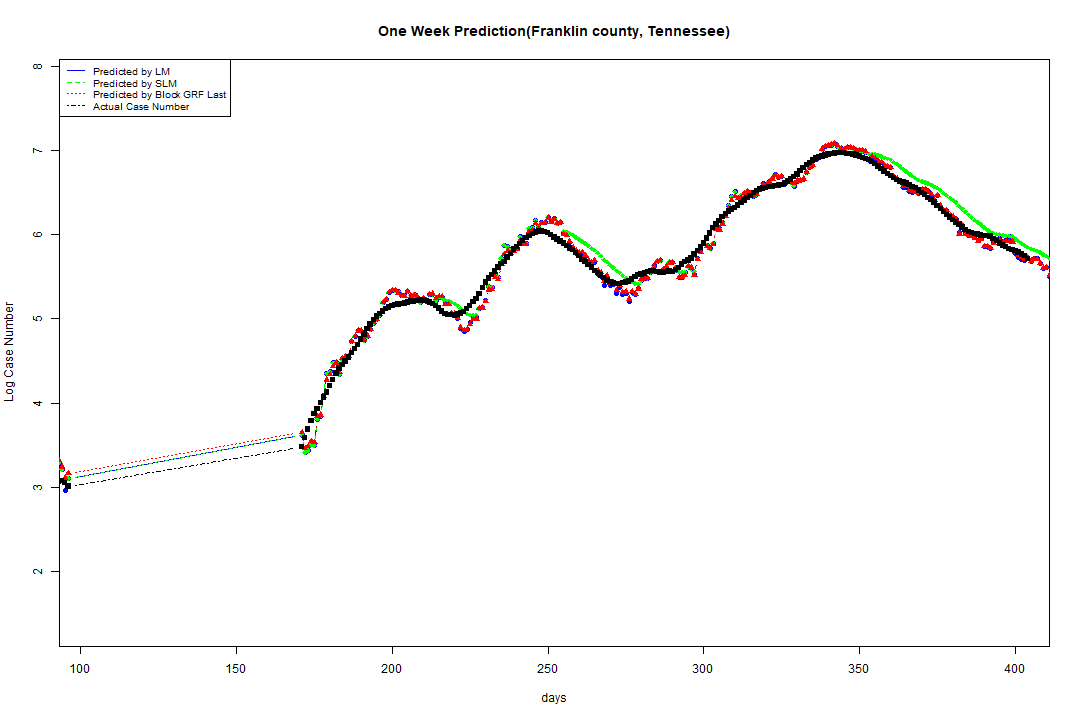 One Week Prediction(Franklin county, Tennessee)
Predicted by LM
Predicted by SLM
Predicted by Block GRF Last
Actual Case Number
8
7
6
5
4
3
2
Log Case Number
100 150 200 250 300 350 400
days